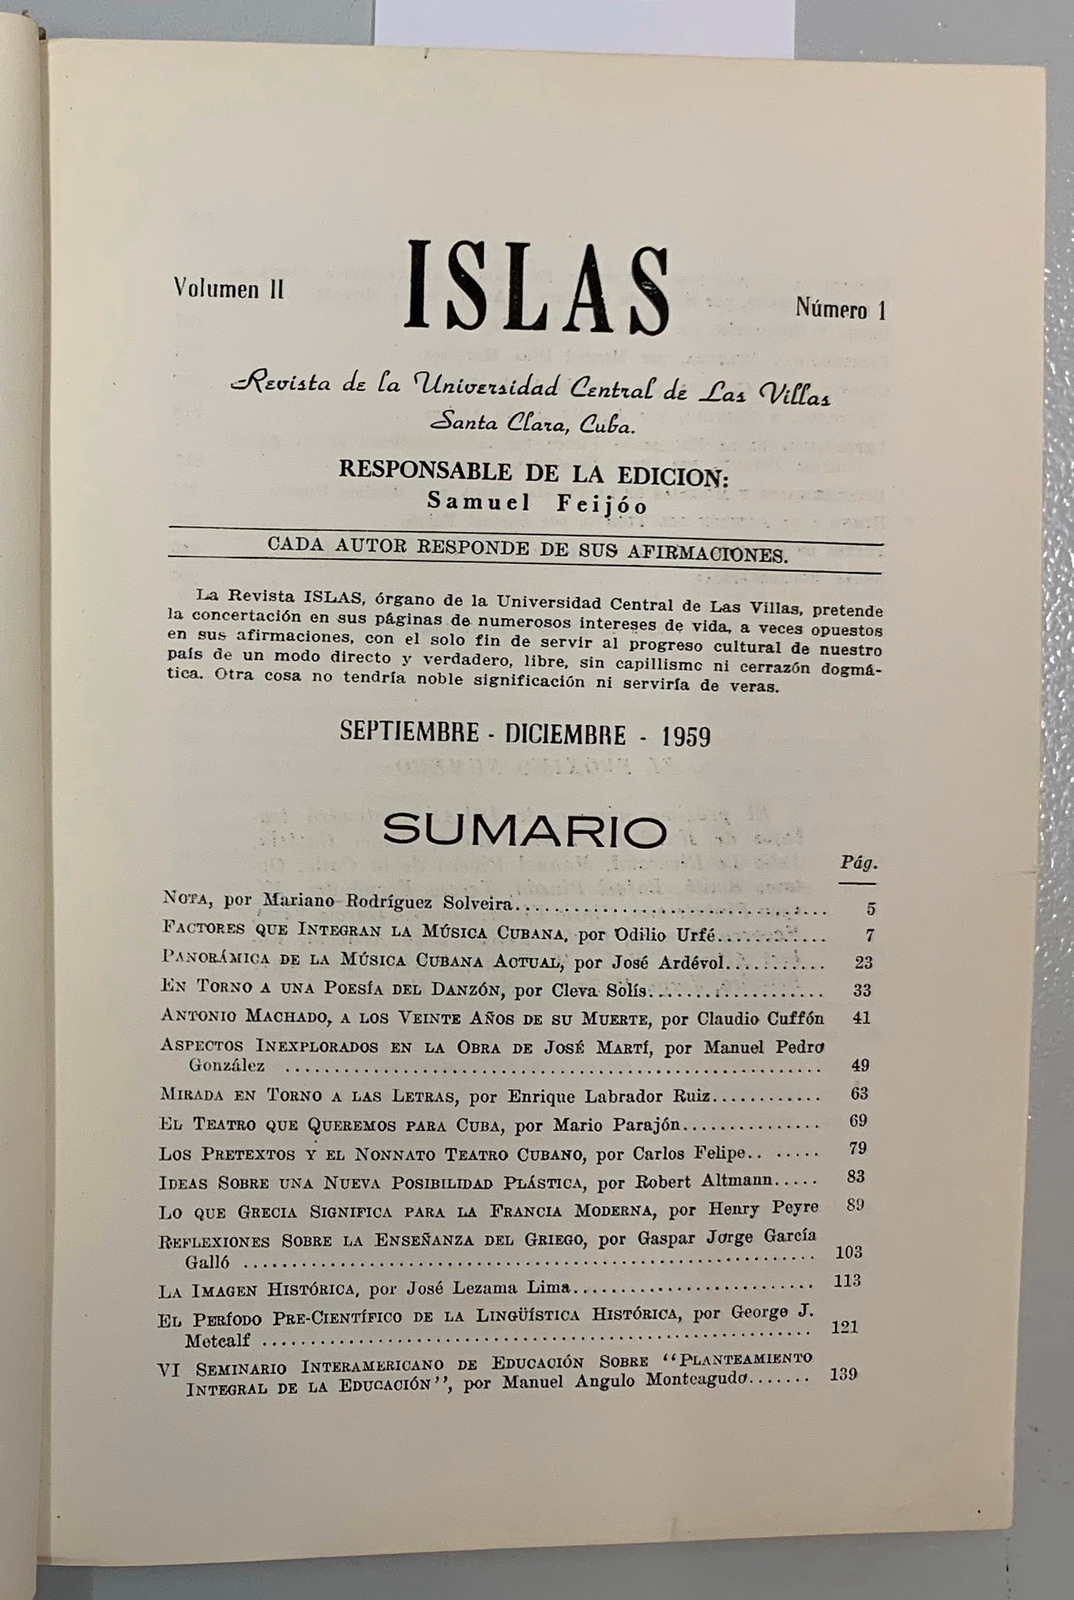 Volumen II
ISLAS
Número 1
Revista de la Universidad Central de Las Villas
Santa Clara, Cuba.
RESPONSABLE DE LA EDICION:
Samuel Feijóo
CADA AUTOR RESPONDE DE SUS AFIRMACIONES.
La Revista ISLAS, órgano de la Universidad Central de Las Villas, pretende
la concertación en sus páginas de numerosos intereses de vida, a veces opuestos
en sus afirmaciones, con el solo fin de servir al progreso cultural de nuestro
país de un modo directo y verdadero, libre, sin capillismo ni cerrazón dogmá-
tica. Otra cosa no tendría noble significación ni serviría de veras.
SEPTIEMBRE - DICIEMBRE - 1959
SUMARIO
Pág.
NOTA, por Mariano Rodríguez Solveira................................ 5
FACTORES QUE INTEGRAN LA MÚSICA CUBANA, por Odilio Urfé........... 7
PANORÁMICA DE LA MÚSICA CUBANA ACTUAL, por José Ardévol.......... 23
EN TORNO A UNA POESÍA DEL DANZÓN, por Cleva Solís.................. 33
ANTONIO MACHADO, A LOS VEINTE AÑOS DE SU MUERTE, por Claudio Cuffón 41
ASPECTOS INEXPLORADOS EN LA OBRA DE JOSÉ MARTÍ, por Manuel Pedro
González ...................................................... 49
MIRADA EN TORNO A LAS LETRAS, por Enrique Labrador Ruiz............ 63
EL TEATRO QUE QUEREMOS PARA CUBA, por Mario Parajón............... 69
LOS PRETEXTOS Y EL NONNATO TEATRO CUBANO, por Carlos Felipe.. ..... 79
IDEAS SOBRE UNA NUEVA POSIBILIDAD PLÁSTICA, por Robert Altmann..... 83
LO QUE GRECIA SIGNIFICA PARA LA FRANCIA MODERNA, por Henry Peyre 89
REFLEXIONES SOBRE LA ENSEÑANZA DEL GRIEGO, por Gaspar Jorge García
Galló .......................................................... 103
LA IMAGEN HISTÓRICA, por José Lezama Lima.......................... 113
EL PERÍODO PRE-CIENTÍFICO DE LA LINGÜÍSTICA HISTÓRICA, por George J.
Metcalf ........................................................ 121
VI SEMINARIO INTERAMERICANO DE EDUCACIÓN SOBRE "PLANTEAMIENTO
INTEGRAL DE LA EDUCACIÓN", por Manuel Angulo Monteagudo....... 139